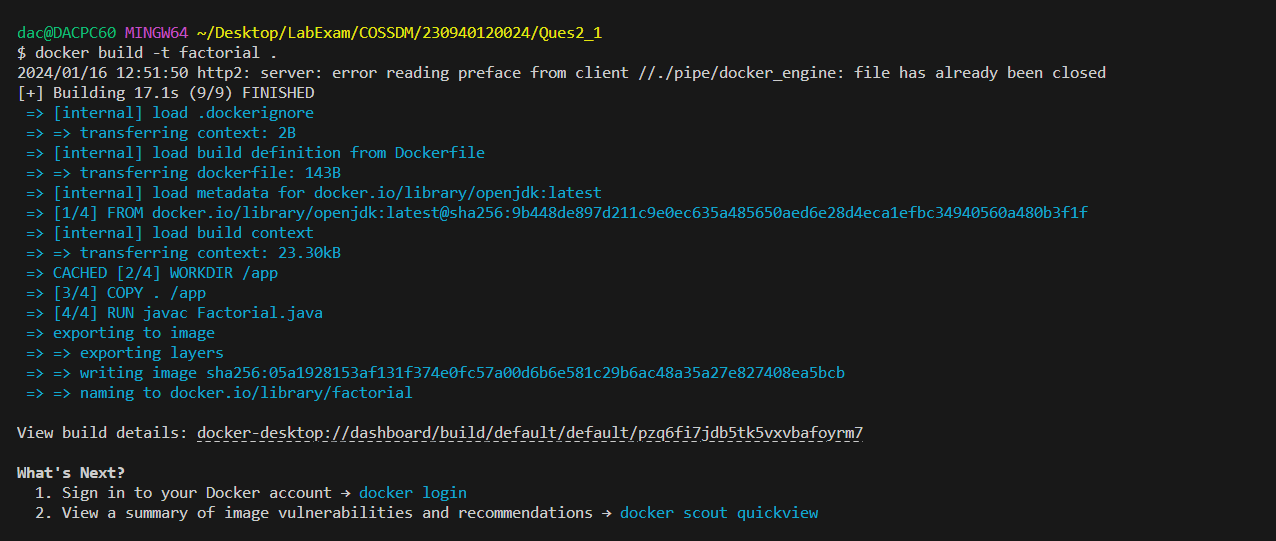 dac@DACPC60 MINGW64 ~/Desktop/LabExam/COSSDM/230940120024/Ques2_1
$ docker build -t factorial .
2024/01/16 12:51:50 http2: server: error reading preface from client //./pipe/docker_engine: file has already been closed
[+] Building 17.1s (9/9) FINISHED
=> [internal] load .dockerignore
=> => transferring context: 2B
=> [internal] load build definition from Dockerfile
=> => transferring dockerfile: 143B
=> [internal] load metadata for docker.io/library/openjdk:latest
=> [1/4] FROM docker.io/library/openjdk:latest@sha256:9b448de897d211c9e0ec635a485650aed6e28d4eca1efbc34940560a480b3f1f
=> [internal] load build context
=> => transferring context: 23.30kB
=> CACHED [2/4] WORKDIR /app
=> [3/4] COPY . /app
=> [4/4] RUN javac Factorial.java
=> exporting to image
=> => exporting layers
=> => writing image sha256:05a1928153af131f374e0fc57a00d6b6e581c29b6ac48a35a27e827408ea5bcb
=> => naming to docker.io/library/factorial
View build details: docker-desktop://dashboard/build/default/default/pzq6fi7jdb5tk5vxvbafoyrm7
What's Next?
1. Sign in to your Docker account → docker login
2. View a summary of image vulnerabilities and recommendations → docker scout quickview